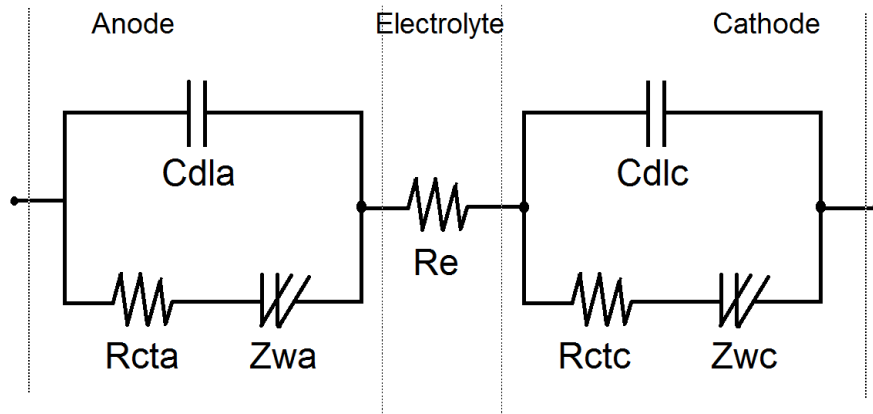 Anode
Electrolyte
Cathode
Cdla
Cdlc
Re
Rcta
Zwa
Rctc
Zwc